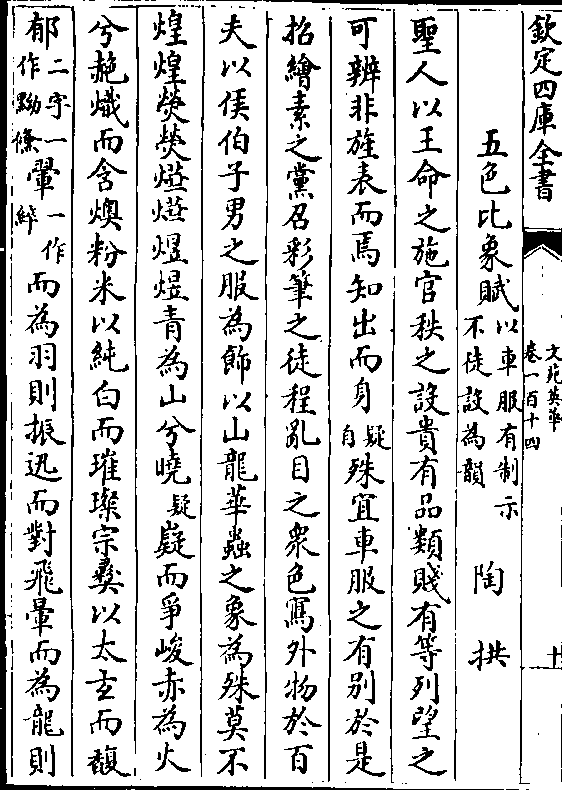 欽定四庫全書
文苑英華
卷一百十四
十
五色比象賦以車服有制示不徒設為韻 陶拱
聖人以王命之施官秩之設貴有品類賤有等列望之
可辨非旌表而焉知出而身疑自殊宜車服之有别於是
招繪素之黨召彩筆之徒程亂目之衆色寫外物於百
夫以侯伯子男之服為飾以山龍華蟲之象為殊莫不
煌煌熒熒熤熤煜煜青為山兮曉疑嶷而爭峻赤為火
兮赩熾而含燠粉米以純白而璀璨宗彞以太玄而馥
郁二字一作黝儵翬一作綷而為羽則振迅而對飛暈而為龍則